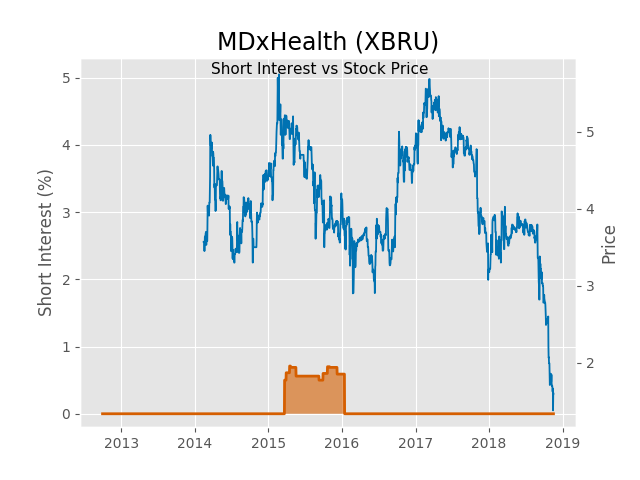 MDxHealth (XBRU)
Short Interest vs Stock Price
Short Interest (%)
5
4
3
2
1
0
Price
5
4
3
2
2013 2014 2015 2016 2017 2018 2019